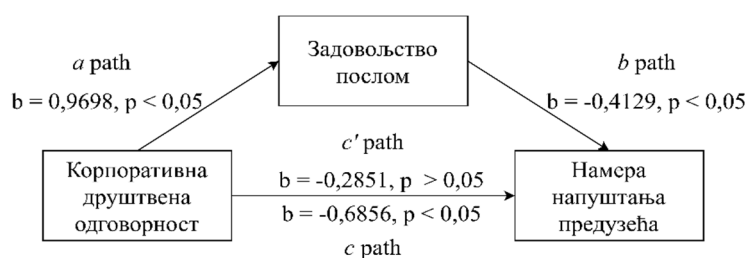 Задовољство
послом
a path
b = 0,9698, p < 0,05
b path
b = -0,4129, p < 0,05
Корпоративна
друштвена
одговорност
c' path
b = -0,2851, p > 0,05
b = -0,6856, p < 0,05
c path
Намера
напуштања
предузећа